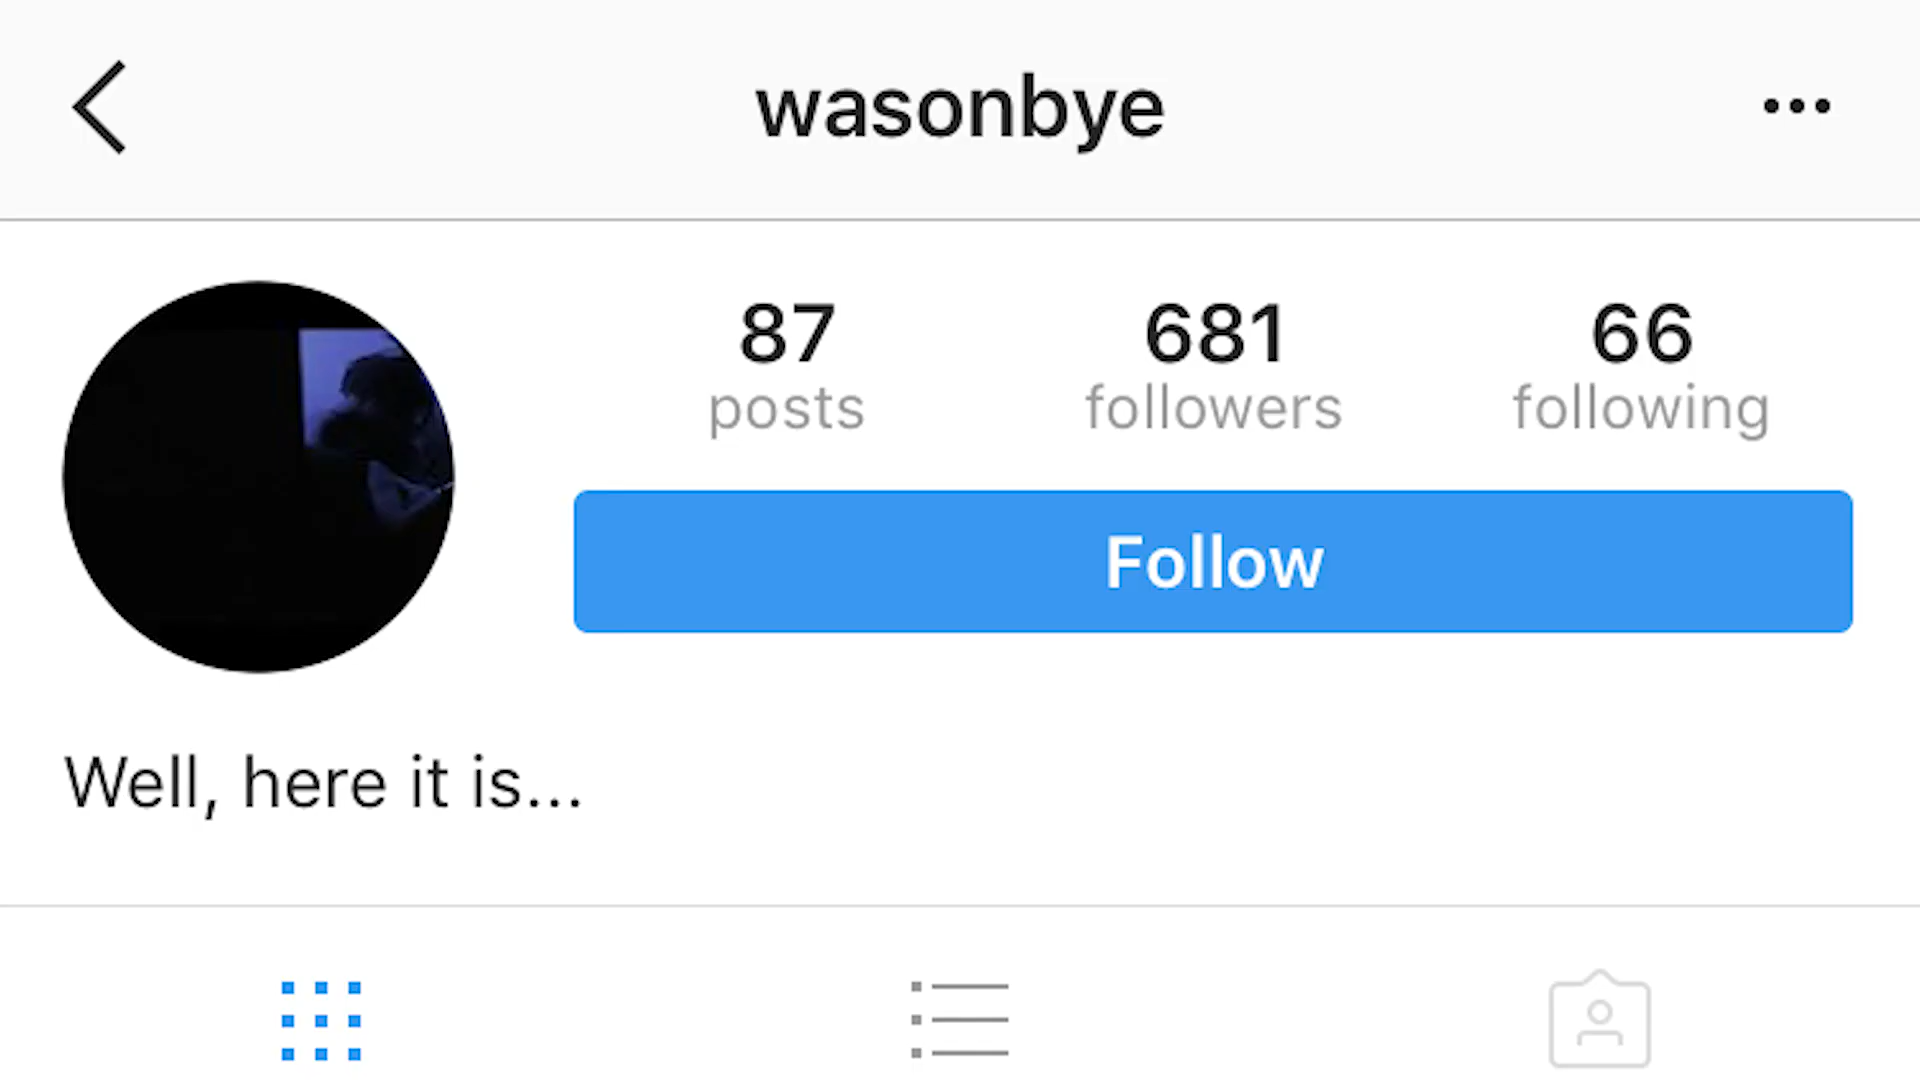 wasonbye
87 681 66
posts followers following
Follow
Well, here it is...